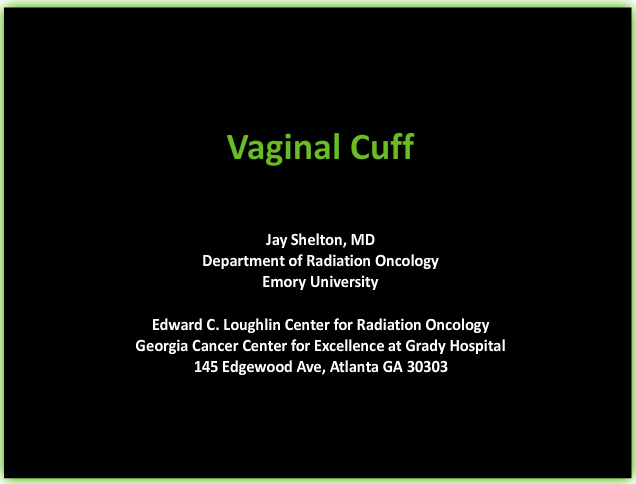 Vaginal Cuff
Jay Shelton, MD
Department of Radiation Oncology
Emory University
Edward C. Loughlin Center for Radiation Oncology
Georgia Cancer Center for Excellence at Grady Hospital
145 Edgewood Ave, Atlanta GA 30303